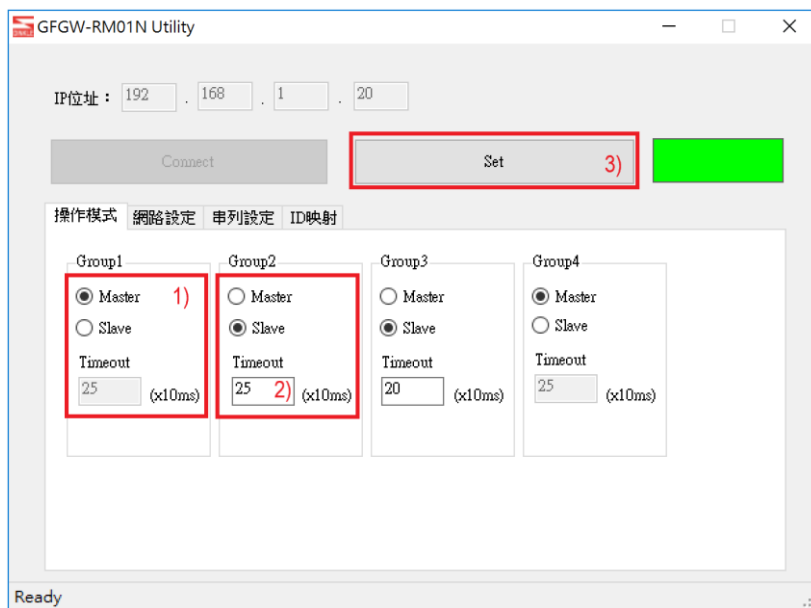 GFGW-RM01N Utility
IP位址： 192 . 168 . 1 . 20
Connect Set 3)
操作模式 網路設定 串列設定 ID映射
Group1 Group2 Group3 Group4
Master 1) Master Master Master
Slave Slave Slave Slave
Timeout Timeout Timeout Timeout
25 (x10ms) 25 2) (x10ms) 20 (x10ms) 25 (x10ms)
Ready